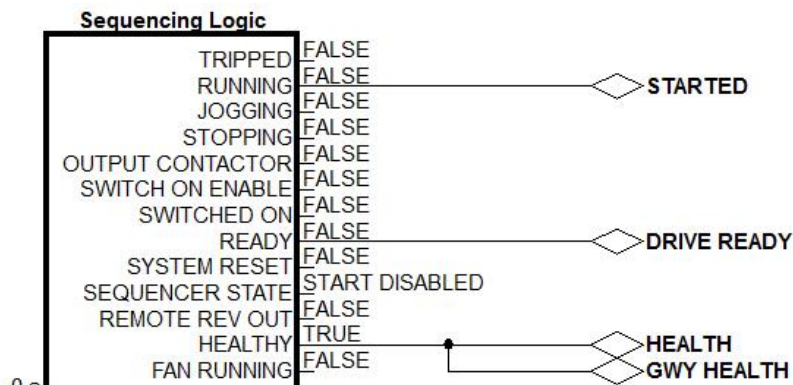 Sequencing Logic
TRIPPED FALSE
RUNNING FALSE STARTED
JOGGING FALSE
STOPPING FALSE
OUTPUT CONTACTOR FALSE
SWITCH ON ENABLE FALSE
SWITCHED ON FALSE
READY FALSE DRIVE READY
SYSTEM RESET FALSE
SEQUENCER STATE START DISABLED
REMOTE REV OUT FALSE
HEALTHY TRUE HEALTH
FAN RUNNING FALSE GWY HEALTH